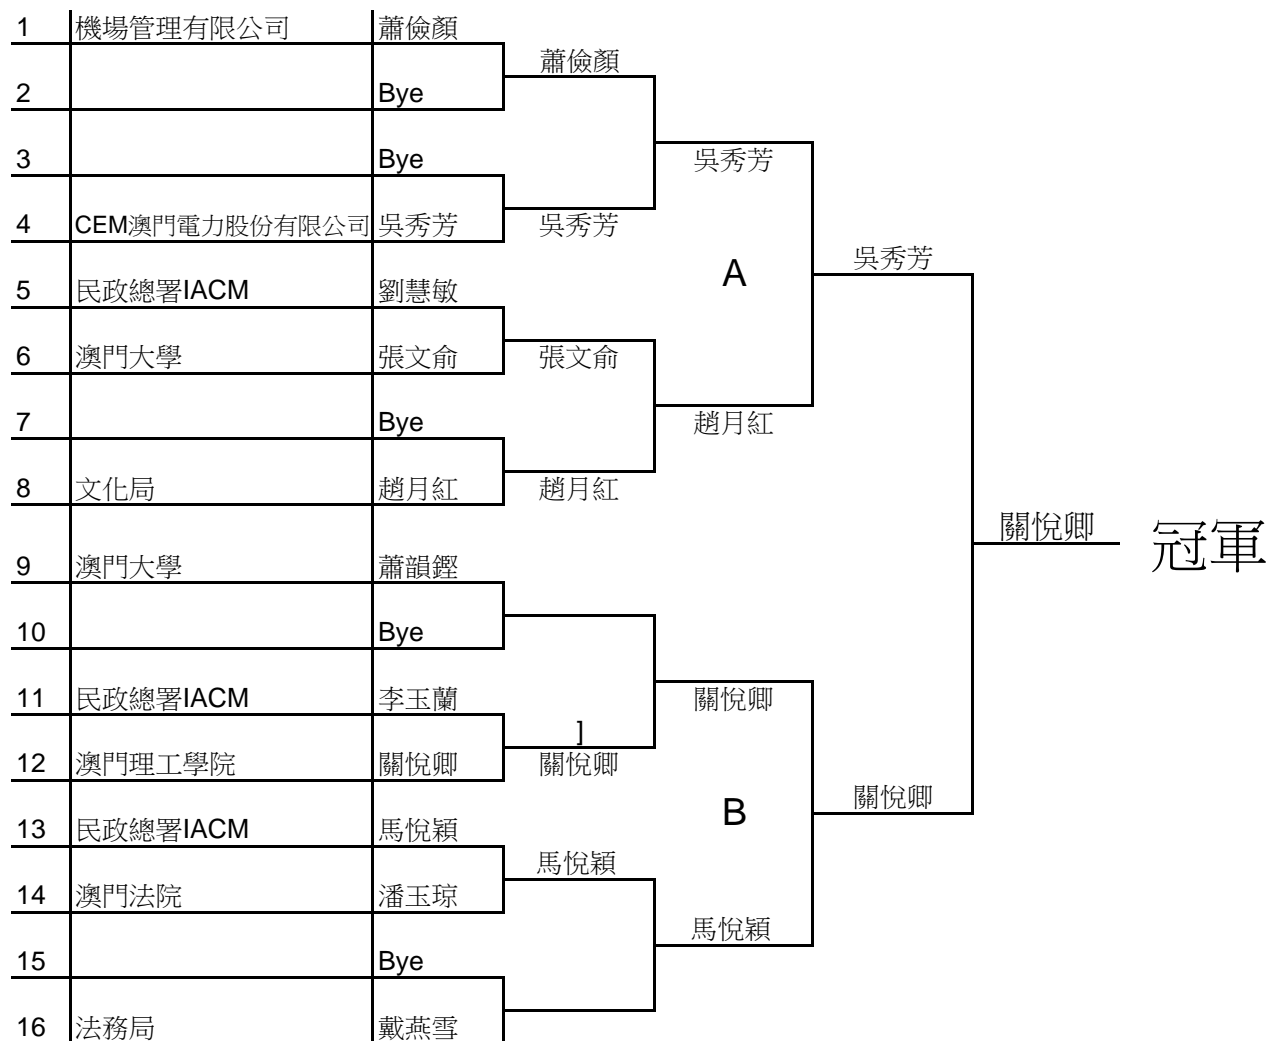 1 機場管理有限公司 蕭儉顏
蕭儉顏
2 Bye
3 Bye
吳秀芳
4 CEM澳門電力股份有限公司 吳秀芳 吳秀芳
吳秀芳
A
5 民政總署IACM 劉慧敏
6 澳門大學 張文俞 張文俞
7 Bye 趙月紅
8 文化局 趙月紅 趙月紅
關悅卿 冠軍
9 澳門大學 蕭韻鏗
10 Bye
11 民政總署IACM 李玉蘭 關悅卿
]
12 澳門理工學院 關悅卿 關悅卿
關悅卿
B
13 民政總署IACM 馬悅穎
馬悅穎
14 澳門法院 潘玉琼
馬悅穎
15 Bye
16 法務局 戴燕雪